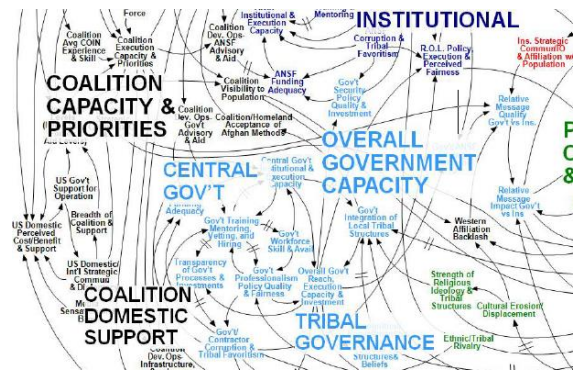 Force
Coalition
Avg COIN
Experience
& Skill
Coalition
Execution
Capacity &
Priorities
Coalition
Dev. Ops-
ANSF
Advisory
& Aid
Institutional &
Execution
Capacity
Mentoring
Corruption
& Tribal
Favoritism
INSTITUTIONAL
R.O.L. Policy,
Execution &
Perceived
Fairness
Ins. Strategic
& Affiliation
Population
ANSF
Funding
Adequacy
Coalition
Visibility to
Population
Gov't
Security
Policy
Quality &
Investment
COALITION
CAPACITY &
PRIORITIES
Coalition
Dev. Ops-
Gov't
Advisory
& Aid
Coalition/Homeland
Acceptance of
Afghan Methods
Relative
Message
Quality
Gov't vs Ins.
OVERALL
GOVERNMENT
CAPACITY
CENTRAL
GOV'T
Central Gov't
Institutional &
Execution
Capacity
US Gov't
Support for
Operation
Adequacy
Gov't Training
Mentoring,
Vetting, and
Hiring
Gov't
Integration of
Local Tribal
Structures
Relative
Message
Impact Gov't
vs Ins
US Domestic
Perceived
Cost/Benefit
& Support
Breadth of
Coalition &
Support
Gov't
Workforce
Skill & Avail
Western
Affiliation
Backlash
US Domestic/
Int'l Strategic
Transparency
of Gov't
Processes &
Investments
Gov't
Professionalism
Policy Quality
& Fairness
Overall Gov't
Reach,
Execution
Capacity &
Investment
Strength of
Religious
Ideology &
Tribal
Structures
Cultural Erosion/
Displacement
COALITION
DOMESTIC
SUPPORT
TRIBAL
GOVERNANCE
Gov't/
Contractor
Corruption &
Tribal Favoritism
Ethnic/Tribal
Rivalry
Structures&
Beliefs
Coalition
Dev. Ops-
Infrastructure,